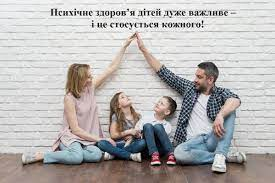 Психічне здоров'я дітей дуже важливе –
і це стосується кожного!